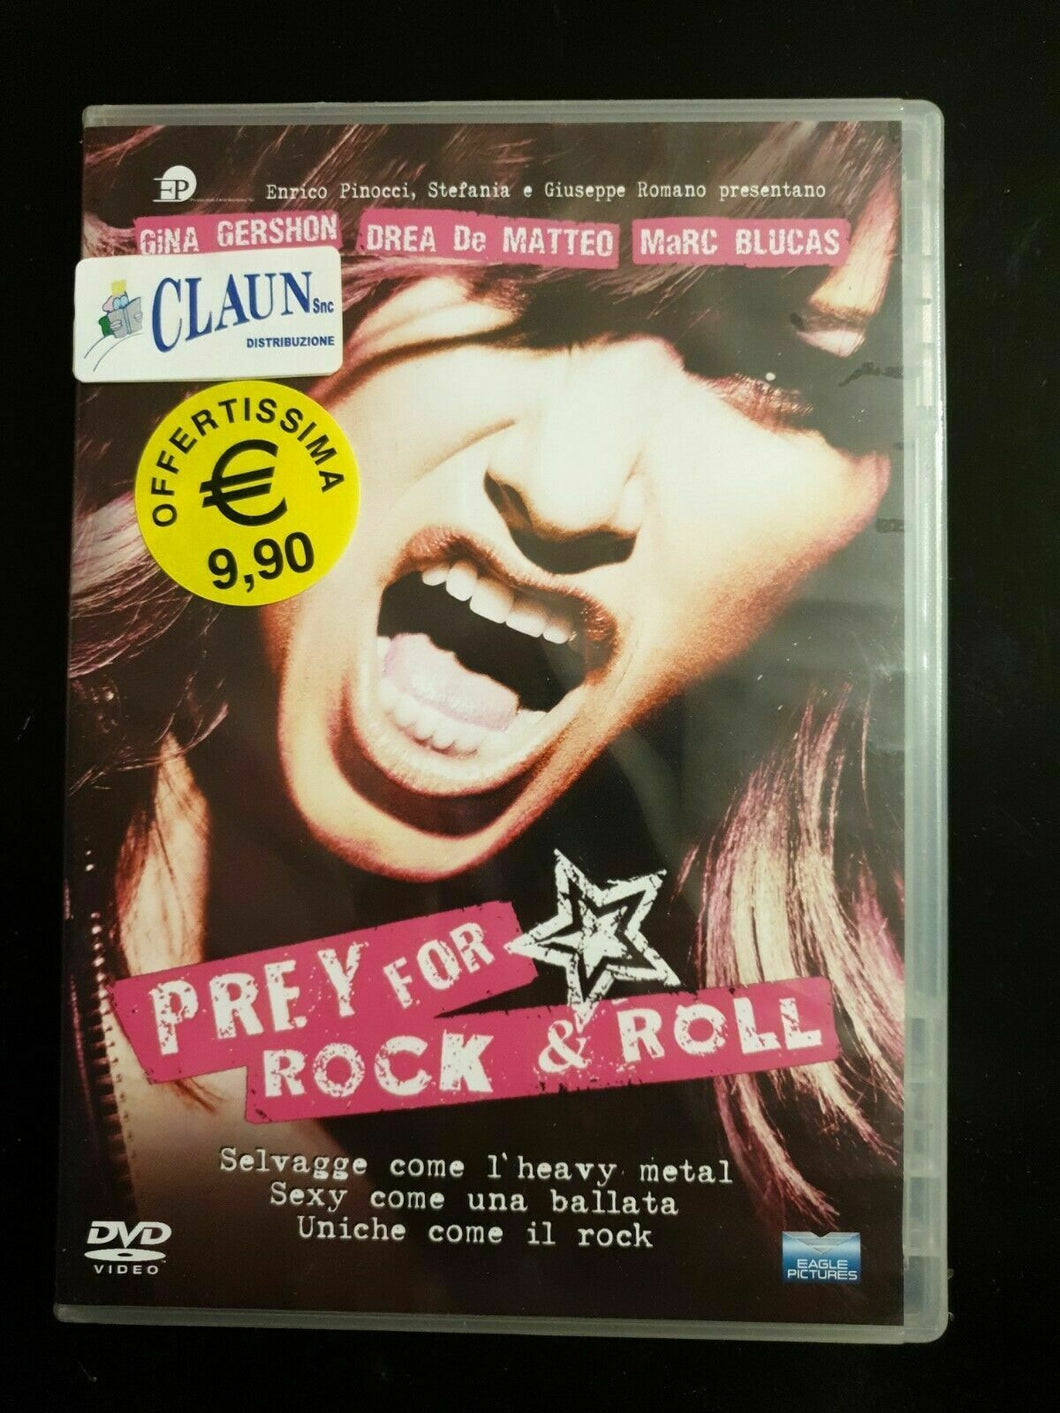 EP
Enrico Pinocci, Stefania e Giuseppe Romano presentano
GiNA GERSHON DREA De MATTEO MaRC BLUCAS
CLAUN Snc
DISTRIBUZIONE
OFFERTISSIMA
€
9,90
PREY FOR
ROCK & ROLL
Selvagge come l'heavy metal
Sexy come una ballata
Uniche come il rock
DVD
VIDEO
EAGLE
PICTURES